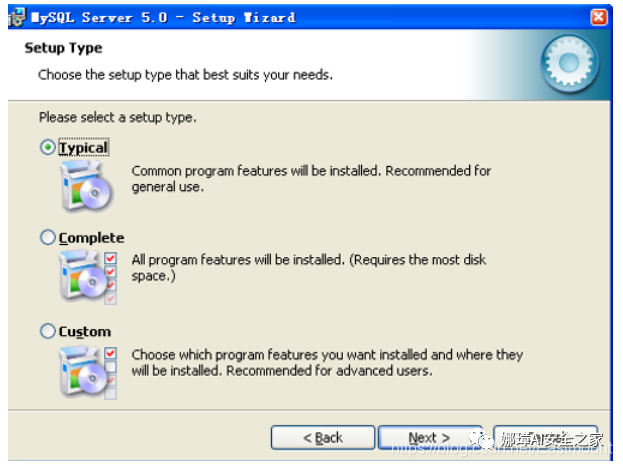 MySQL Server 5.0 - Setup Wizard
Setup Type
Choose the setup type that best suits your needs.
Please select a setup type.
Typical
Common program features will be installed. Recommended for
general use.
Complete
All program features will be installed. (Requires the most disk
space.)
Custom
Choose which program features you want installed and where they
will be installed. Recommended for advanced users.
< Back
Next >
娜璋AI安全之家
https://blog.csdn.net/Eastmount